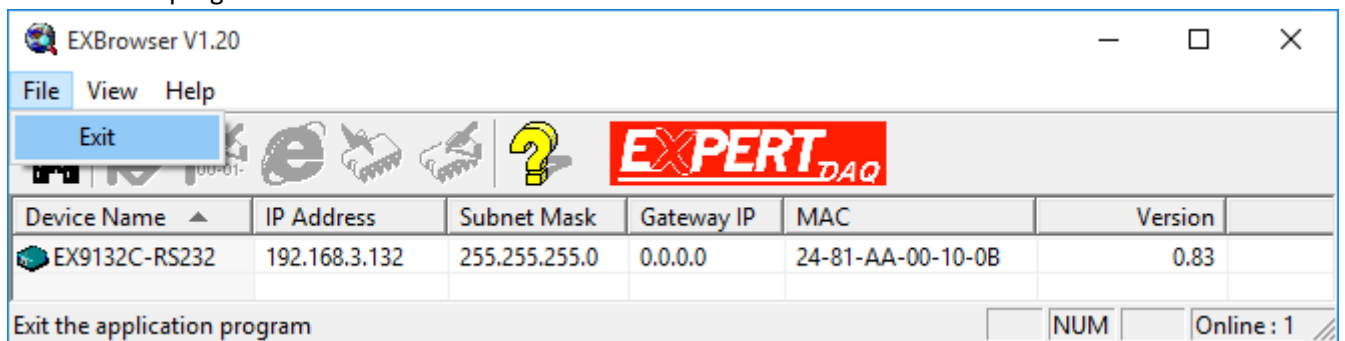 EXBrowser V1.20
File View Help
Exit
00-01-
EXPERT DAQ
Device Name IP Address Subnet Mask Gateway IP MAC Version
EX9132C-RS232 192.168.3.132 255.255.255.0 0.0.0.0 24-81-AA-00-10-0B 0.83
Exit the application program NUM Online : 1